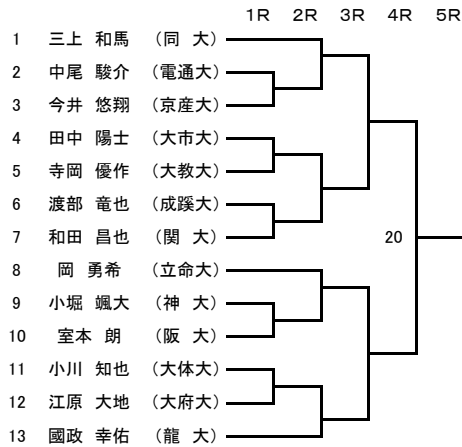 1R 2R 3R 4R 5R
1 三上 和馬 (同 大)
2 中尾 駿介 (電通大)
3 今井 悠翔 (京産大)
4 田中 陽士 (大市大)
5 寺岡 優作 (大教大)
6 渡部 竜也 (成蹊大)
7 和田 昌也 (関 大)
20
8 岡 勇希 (立命大)
9 小堀 颯大 (神 大)
10 室本 朗 (阪 大)
11 小川 知也 (大体大)
12 江原 大地 (大府大)
13 國政 幸佑 (龍 大)